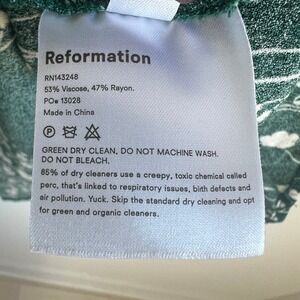 Reformation
RN143248
53% Viscose, 47% Rayon.
PO# 13028
Made in China
P
GREEN DRY CLEAN, DO NOT MACHINE WASH.
DO NOT BLEACH.
85% of dry cleaners use a creepy, toxic chemical called
perc, that's linked to respiratory issues, birth defects and
air pollution. Yuck. Skip the standard dry cleaning and opt
for green and organic cleaners.